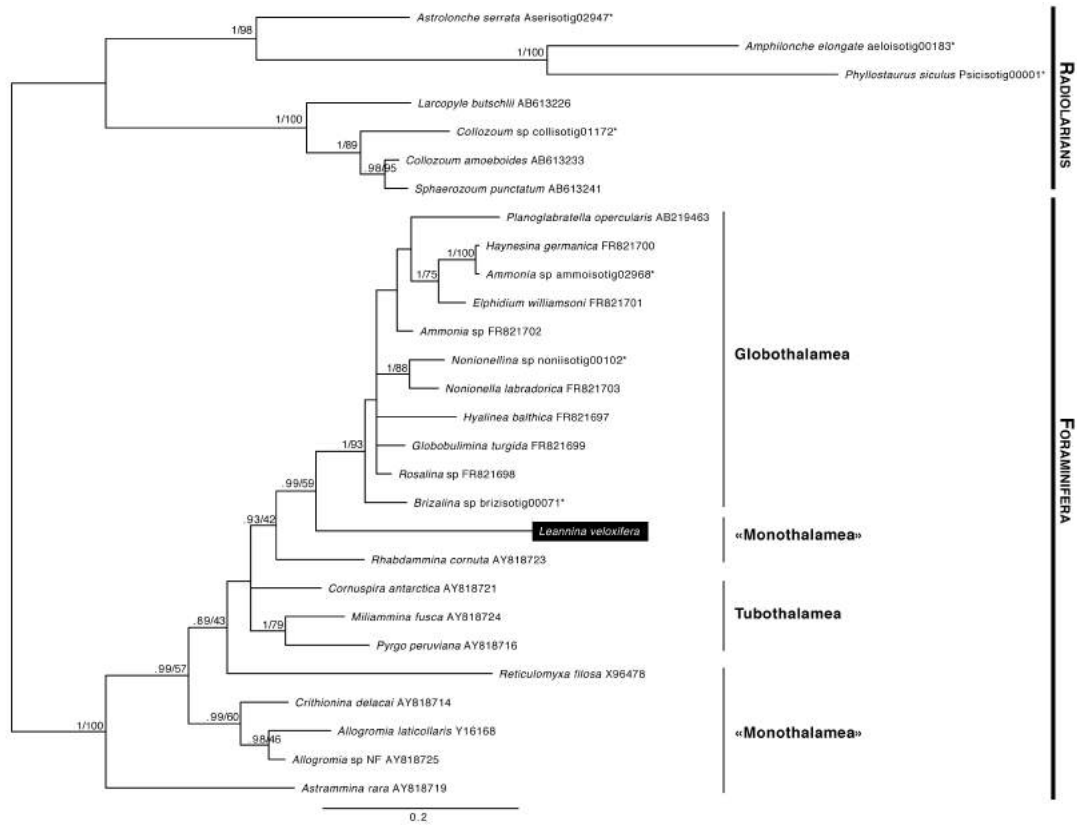 Astrolonche serrata Aserisotig02947*
1/98
Amphilonche elongate aeloisotig00183*
1/100
Phyllostaurus siculus Psicisotig00001*
RADIOLARIANS
Larcopyle butschlii AB613226
1/100
Collozoum sp collisotig01172*
1/89
Collozoum amoeboides AB613233
.98/95
Sphaerozoum punctatum AB613241
Planoglabratella opercularis AB219463
Haynesina germanica FR821700
1/100
Ammonia sp ammoisotig02968*
1/75
Elphidium williamsoni FR821701
Ammonia sp FR821702
Globothalamea
Nonionellina sp noniisotig00102*
1/88
Nonionella labradorica FR821703
Hyalinea balthica FR821697
Globobulimina turgida FR821699
1/93
Rosalina sp FR821698
.99/59
Brizalina sp brizisotig00071*
FORAMINIFERA
.93/42
Leannina veloxifera
«Monothalamea»
Rhabdammina cornuta AY818723
Cornuspira antarctica AY818721
Tubothalamea
Miliammina fusca AY818724
.89/43
1/79
Pyrgo peruviana AY818716
.99/57
Reticulomyxa filosa X96478
Crithionina delacai AY818714
.99/60
1/100
Allogromia laticollaris Y16168
«Monothalamea»
.98/46
Allogromia sp NF AY818725
Astrammina rara AY818719
0.2